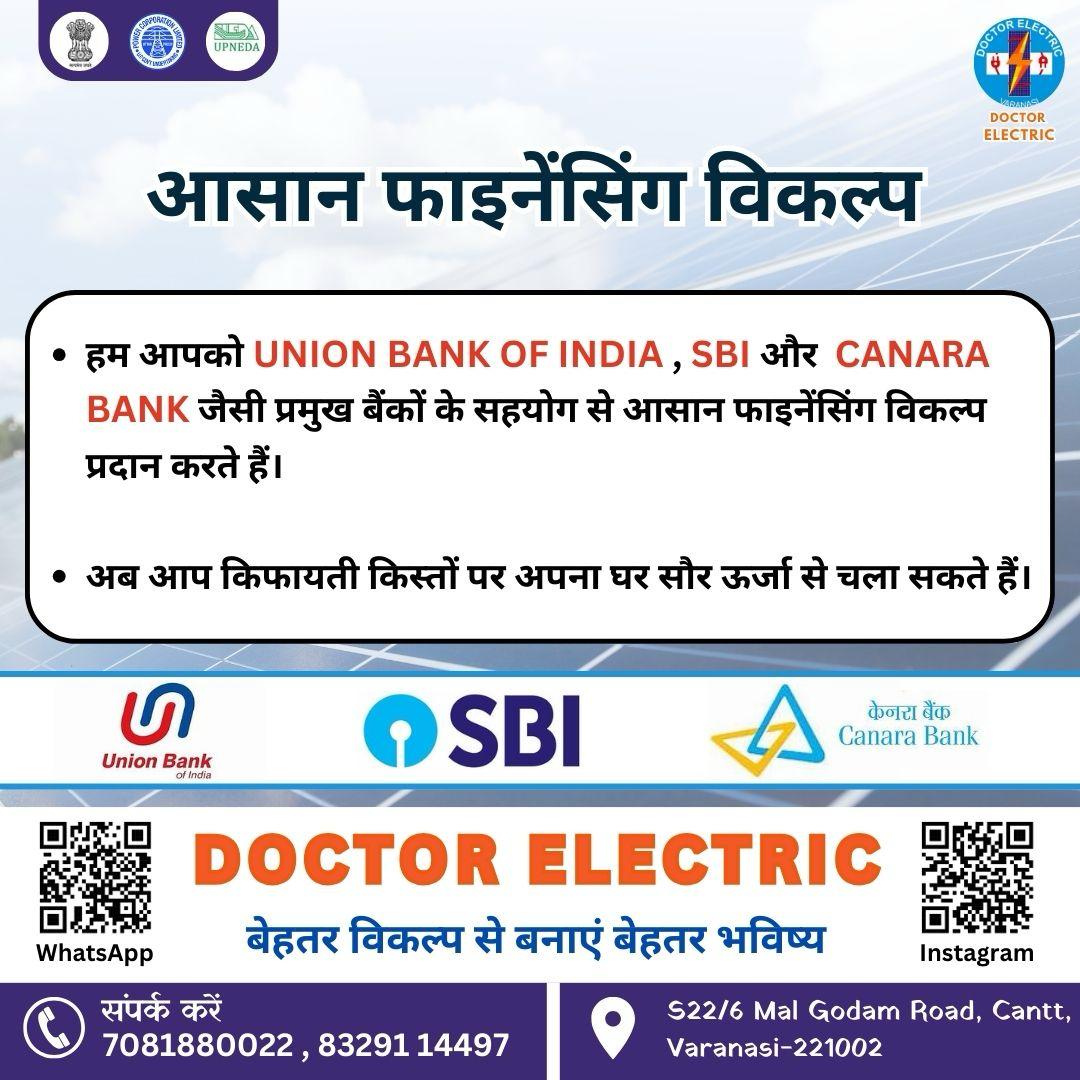 UPNEDA
DOCTOR ELECTRIC
VARANASI
DOCTOR
ELECTRIC
आसान फाइनेंसिंग विकल्प
• हम आपको UNION BANK OF INDIA , SBI और CANARA
BANK जैसी प्रमुख बैंकों के सहयोग से आसान फाइनेंसिंग विकल्प
प्रदान करते हैं।
• अब आप किफायती किस्तों पर अपना घर सौर ऊर्जा से चला सकते हैं।
Union Bank
of India
SBI
केनरा बैंक
Canara Bank
DOCTOR ELECTRIC
बेहतर विकल्प से बनाएं बेहतर भविष्य
WhatsApp
Instagram
संपर्क करें
7081880022 , 83291 14497
S22/6 Mal Godam Road, Cantt,
Varanasi-221002